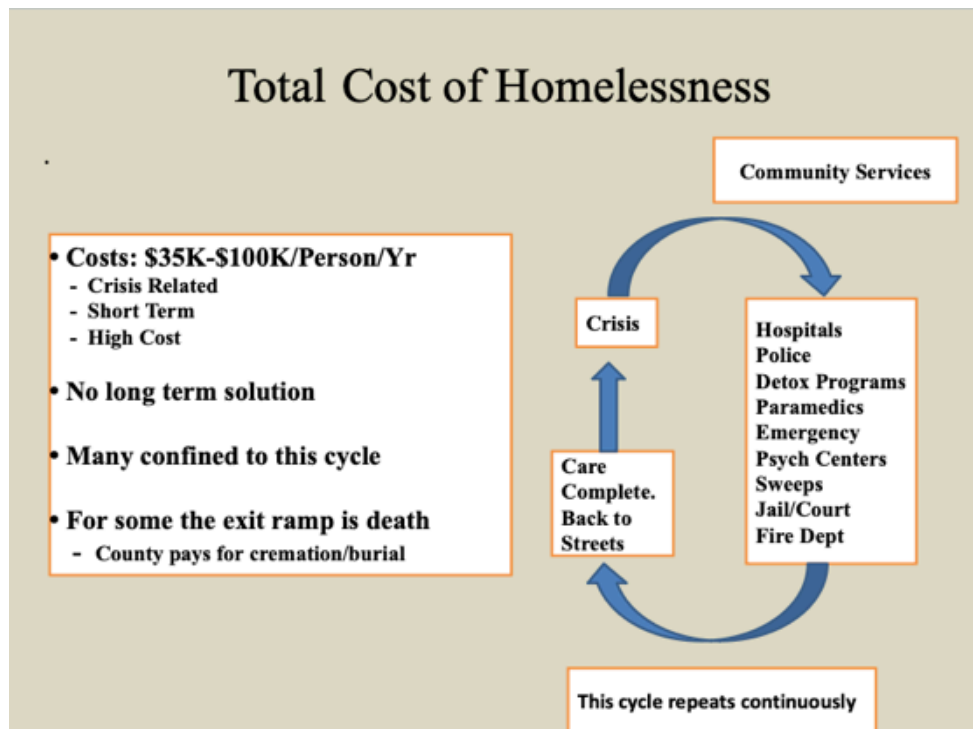 Total Cost of Homelessness
.
• Costs: $35K-$100K/Person/Yr
- Crisis Related
- Short Term
- High Cost
• No long term solution
• Many confined to this cycle
• For some the exit ramp is death
- County pays for cremation/burial
Community Services
Crisis
Hospitals
Police
Detox Programs
Paramedics
Emergency
Psych Centers
Sweeps
Jail/Court
Fire Dept
Care
Complete.
Back to
Streets
This cycle repeats continuously